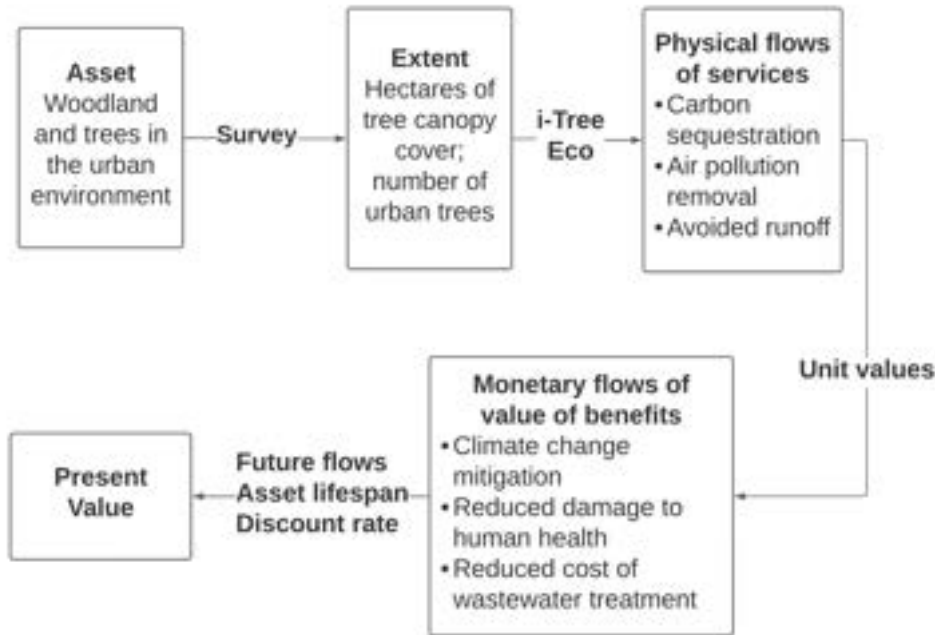 Asset
Woodland
and trees in
the urban
environment
Survey
Extent
Hectares of
tree canopy
cover;
number of
urban trees
i-Tree
Eco
Physical flows
of services
• Carbon
sequestration
• Air pollution
removal
• Avoided runoff
Unit values
Monetary flows of
value of benefits
• Climate change
mitigation
• Reduced damage to
human health
• Reduced cost of
wastewater treatment
Future flows
Asset lifespan
Discount rate
Present
Value